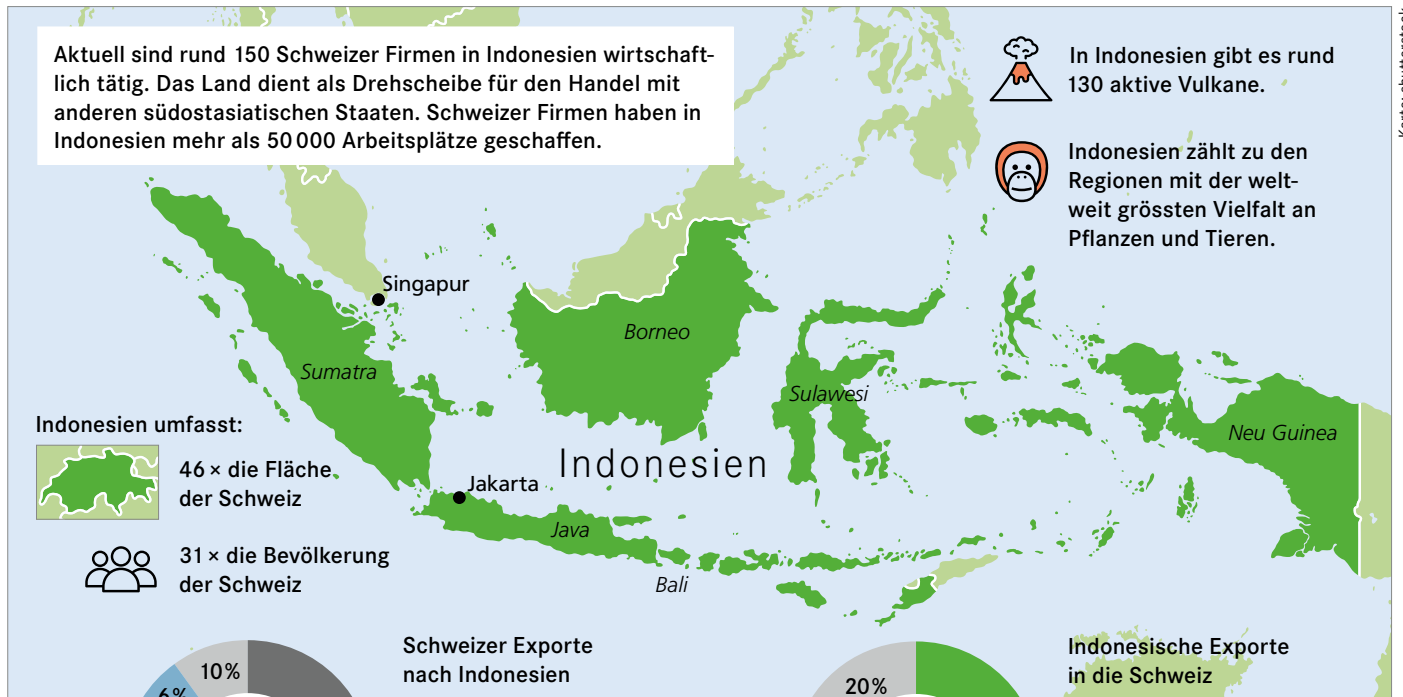 Aktuell sind rund 150 Schweizer Firmen in Indonesien wirtschaft-
lich tätig. Das Land dient als Drehscheibe für den Handel mit
anderen südostasiatischen Staaten. Schweizer Firmen haben in
Indonesien mehr als 50 000 Arbeitsplätze geschaffen.
In Indonesien gibt es rund
130 aktive Vulkane.
Indonesien zählt zu den
Regionen mit der welt-
weit grössten Vielfalt an
Pflanzen und Tieren.
Singapur
Borneo
Sumatra
Sulawesi
Neu Guinea
Indonesien
Jakarta
Java
Bali
Indonesien umfasst:
46 × die Fläche
der Schweiz
31 × die Bevölkerung
der Schweiz
Schweizer Exporte
nach Indonesien
10%
6%
Indonesische Exporte
in die Schweiz
20%